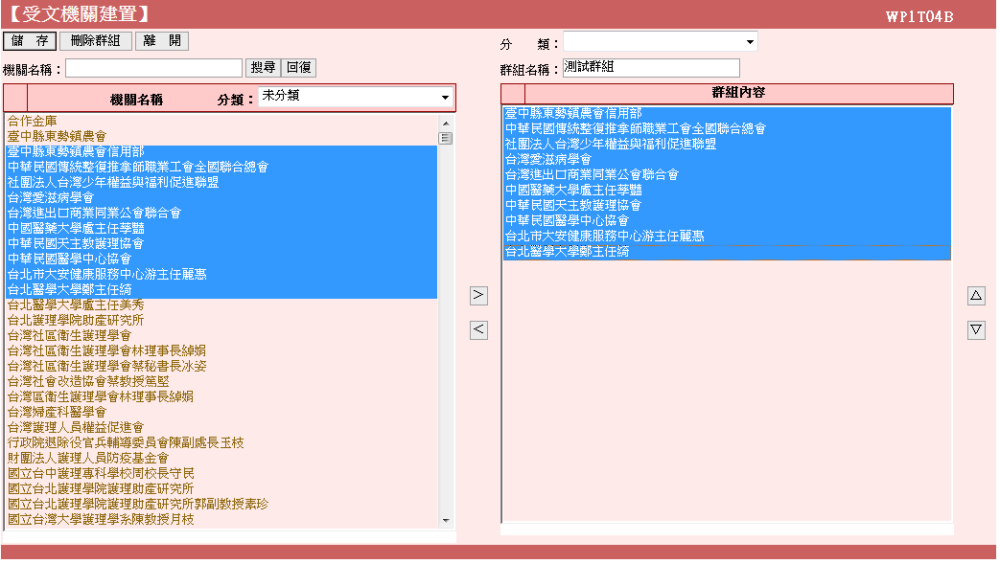 【受文機關建置】
WP1T04B
儲 存 刪除群組 離 開
分 類：
機關名稱： 搜尋 回復
群組名稱：測試群組
機關名稱 分類：未分類
合作金庫
臺中縣東勢鎮農會
臺中縣東勢鎮農會信用部
中華民國傳統整復推拿師職業工會全國聯合總會
社團法人台灣少年權益與福利促進聯盟
台灣愛滋病學會
台灣進出口商業同業公會聯合會
中國醫藥大學盧主任孳豔
中華民國天主教護理協會
中華民國醫學中心協會
台北市大安健康服務中心游主任麗惠
台北醫學大學鄭主任綺
台北醫學大學盧主任美秀
台北護理學院助產研究所
台灣社區衛生護理學會
台灣社區衛生護理學會林理事長綽娟
台灣社區衛生護理學會蔡秘書長冰姿
台灣社會改造協會蔡教授篤堅
台灣區衛生護理學會林理事長綽娟
台灣婦產科醫學會
台灣護理人員權益促進會
行政院退除役官兵輔導委員會陳副處長玉枝
財團法人護理人員防疫基金會
國立台中護理專科學校周校長守民
國立台北護理學院護理助產研究所
國立台北護理學院護理助產研究所郭副教授素珍
國立台灣大學護理學系陳教授月枝
>
<
群組內容
臺中縣東勢鎮農會信用部
中華民國傳統整復推拿師職業工會全國聯合總會
社團法人台灣少年權益與福利促進聯盟
台灣愛滋病學會
台灣進出口商業同業公會聯合會
中國醫藥大學盧主任孳豔
中華民國天主教護理協會
中華民國醫學中心協會
台北市大安健康服務中心游主任麗惠
台北醫學大學鄭主任綺
△
▽